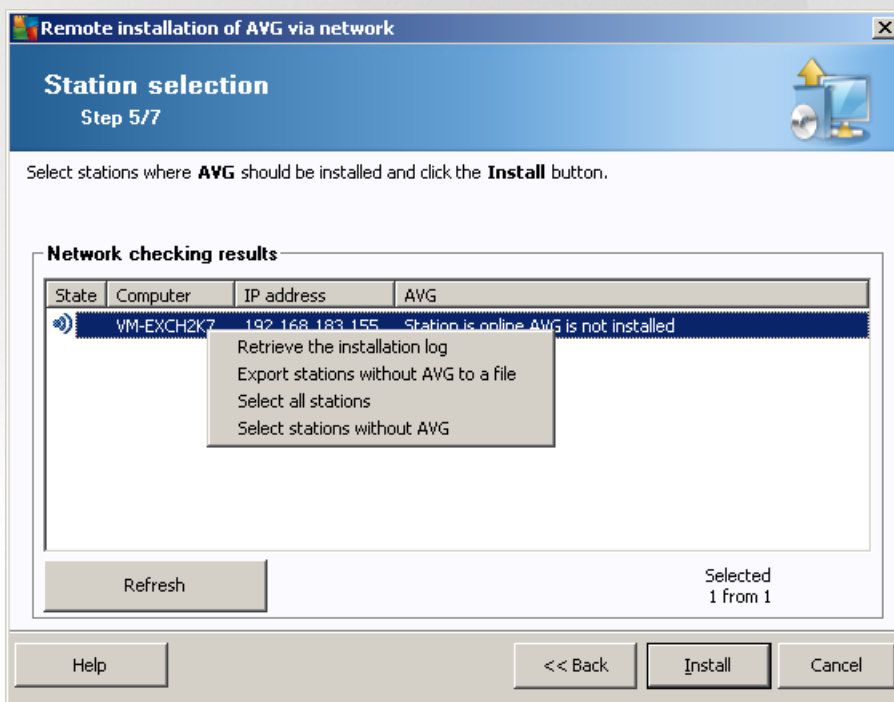 Remote installation of AVG via network
Station selection
Step 5/7
Select stations where AVG should be installed and click the Install button.
Network checking results
State Computer IP address AVG
VM-EXCH2K7 192.168.183.155 Station is online AVG is not installed
Retrieve the installation log
Export stations without AVG to a file
Select all stations
Select stations without AVG
Refresh
Selected
1 from 1
Help << Back Install Cancel